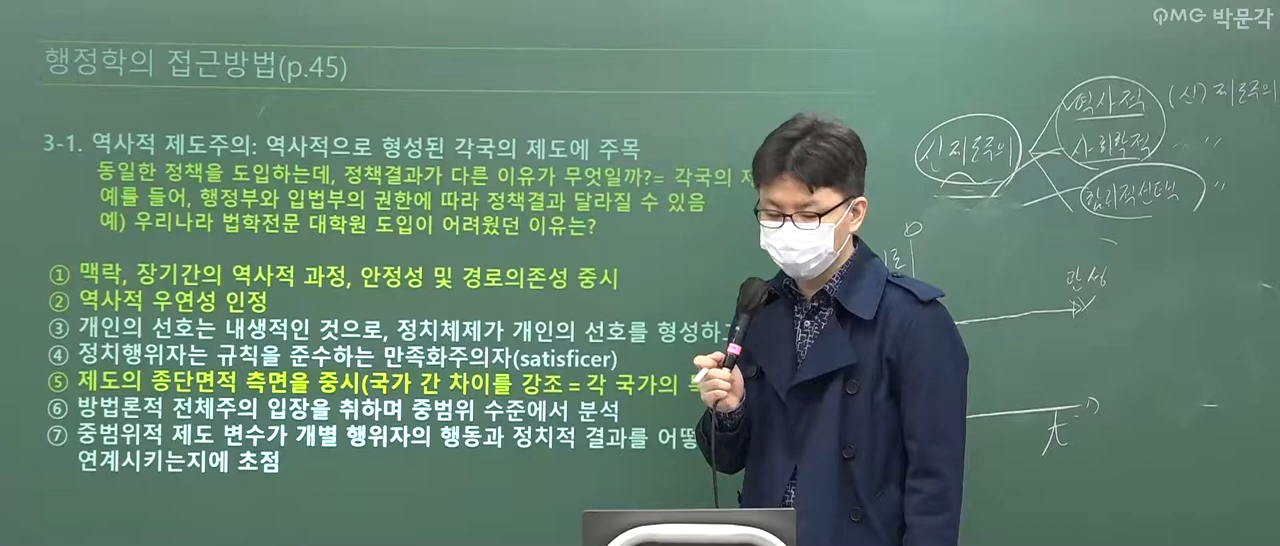 PMG 박문각
행정학의 접근방법(p.45)
3-1. 역사적 제도주의: 역사적으로 형성된 각국의 제도에 주목
동일한 정책을 도입하는데, 정책결과가 다른 이유가 무엇일까?= 각국의
예를 들어, 행정부와 입법부의 권한에 따라 정책결과 달라질 수 있음
예) 우리나라 법학전문 대학원 도입이 어려웠던 이유는?
① 맥락, 장기간의 역사적 과정, 안정성 및 경로의존성 중시
② 역사적 우연성 인정
③ 개인의 선호는 내생적인 것으로, 정치체제가 개인의 선호를 형성하고
④ 정치행위자는 규칙을 준수하는 만족화주의자(satisficer)
⑤ 제도의 종단면적 측면을 중시(국가 간 차이를 강조 = 각 국가의
⑥ 방법론적 전체주의 입장을 취하며 중범위 수준에서 분석
⑦ 중범위적 제도 변수가 개별 행위자의 행동과 정치적 결과를 어떻
연계시키는지에 초점
신제도주의
역사적 (신)제도주의
사회학적 〃
합리적선택 〃
관성
t